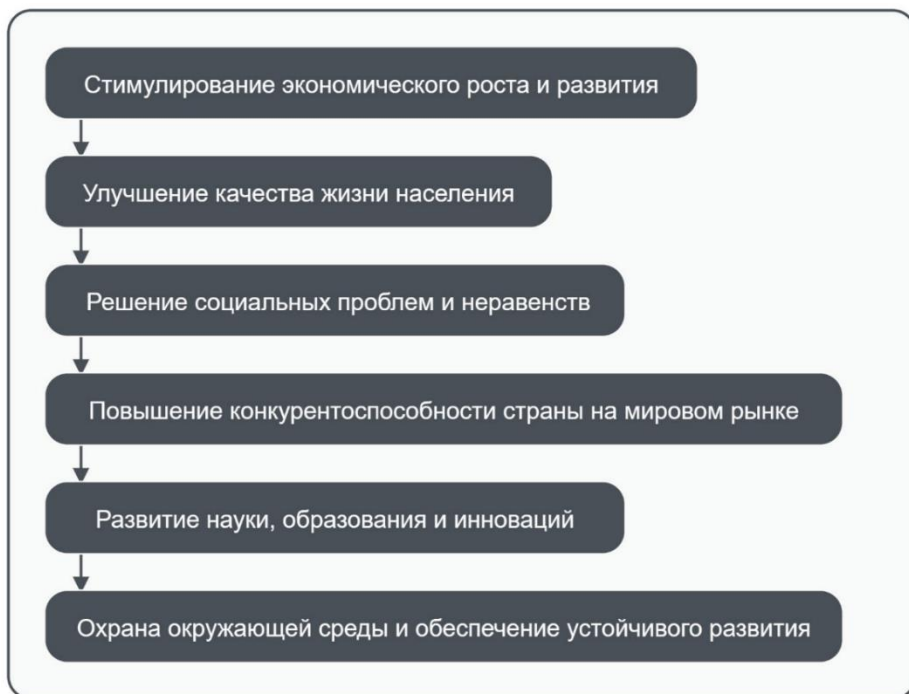 Стимулирование экономического роста и развития
Улучшение качества жизни населения
Решение социальных проблем и неравенств
Повышение конкурентоспособности страны на мировом рынке
Развитие науки, образования и инноваций
Охрана окружающей среды и обеспечение устойчивого развития